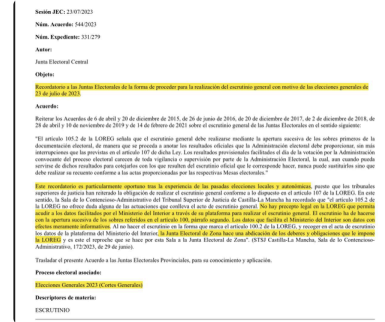 Sesión JEC: 23/07/2023
Núm. Acuerdo: 544/2023
Núm. Expediente: 331/279
Autor:
Junta Electoral Central
Objeto:
Recordatorio a las Juntas Electorales de la forma de proceder para la realización del escrutinio general con motivo de las elecciones generales de
23 de julio de 2023.
Acuerdo:
Reiterar los Acuerdos de 6 de abril y 20 de diciembre de 2015, de 26 de junio de 2016, de 20 de diciembre de 2017, de 2 de diciembre de 2018, de
28 de abril y 10 de noviembre de 2019 y de 14 de febrero de 2021 sobre el escrutinio general de las Juntas Electorales en el sentido siguiente:
"El artículo 105.2 de la LOREG señala que el escrutinio general debe realizarse mediante la apertura sucesiva de los sobres primeros de la
documentación electoral, de manera que se proceda a anotar los resultados oficiales que la Administración electoral debe proporcionar, sin más
interrupciones que las previstas en el artículo 107 de dicha Ley. Los resultados provisionales facilitados el día de la votación por la Administración
convocante del proceso electoral carecen de toda vigilancia o supervisión por parte de la Administración Electoral, la cual, aun cuando pueda
servirse de dichos resultados para cotejarlos con los que resulten del escrutinio oficial que le corresponde hacer, nunca puede sustituirlos sino que
debe realizar su recuento conforme a las actas proporcionadas por las respectivas Mesas electorales."
Este recordatorio es particularmente oportuno tras la experiencia de las pasadas elecciones locales y autonómicas, puesto que los tribunales
superiores de justicia han reiterado la obligación de realizar el escrutinio general conforme a lo dispuesto en el artículo 107 de la LOREG. En este
sentido, la Sala de lo Contencioso-Administrativo del Tribunal Superior de Justicia de Castilla-La Mancha ha recordado que "el artículo 105.2 de
la LOREG no ofrece duda alguna de las actuaciones que conlleva el acto de escrutinio general. No hay precepto legal en la LOREG que permita
acudir a los datos facilitados por el Ministerio del Interior a través de su plataforma para realizar el escrutinio general. El escrutinio ha de hacerse
con la apertura sucesiva de los sobres referidos en el artículo 100, párrafo segundo. Los datos que facilita el Ministerio del Interior son datos con
efectos meramente informativos. Al no hacer el escrutinio en la forma que marca el artículo 100.2 de la LOREG, y recoger en el acta de escrutinio
los datos de la plataforma del Ministerio del Interior, la Junta Electoral de Zona hace una abdicación de los deberes y obligaciones que le impone
la LOREG y es este el reproche que se hace por esta Sala a la Junta Electoral de Zona". (STSJ Castilla-La Mancha, Sala de lo Contencioso-
Administrativo, 172/2023, de 29 de junio).
Trasladar el presente Acuerdo a las Juntas Electorales Provinciales, para su conocimiento y aplicación.
Proceso electoral asociado:
Elecciones Generales 2023 (Cortes Generales)
Descriptores de materia:
ESCRUTINIO